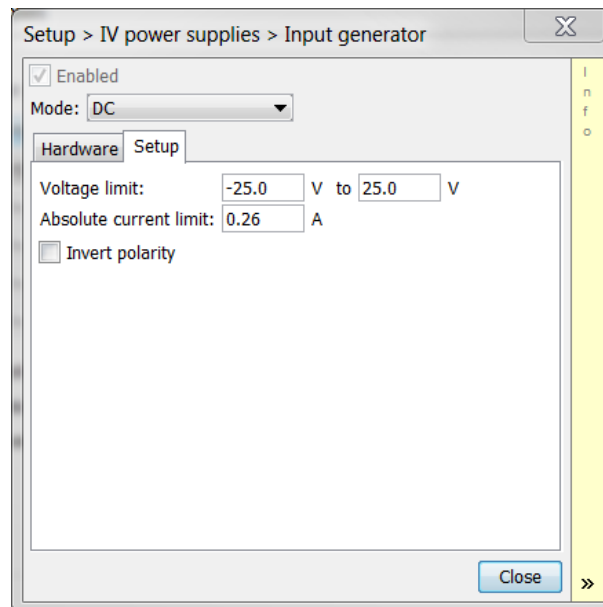 Setup > IV power supplies > Input generator
Enabled
Mode: DC
Hardware Setup
Voltage limit: -25.0 V to 25.0 V
Absolute current limit: 0.26 A
Invert polarity
Close
»
I
n
f
o